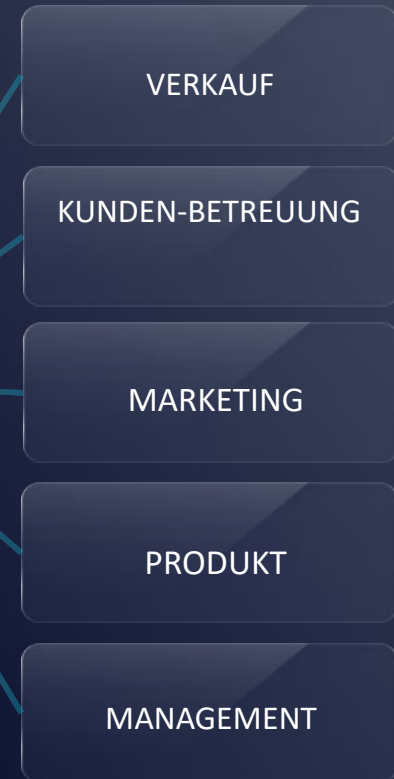 VERKAUF
KUNDEN-BETREUUNG
MARKETING
PRODUKT
MANAGEMENT